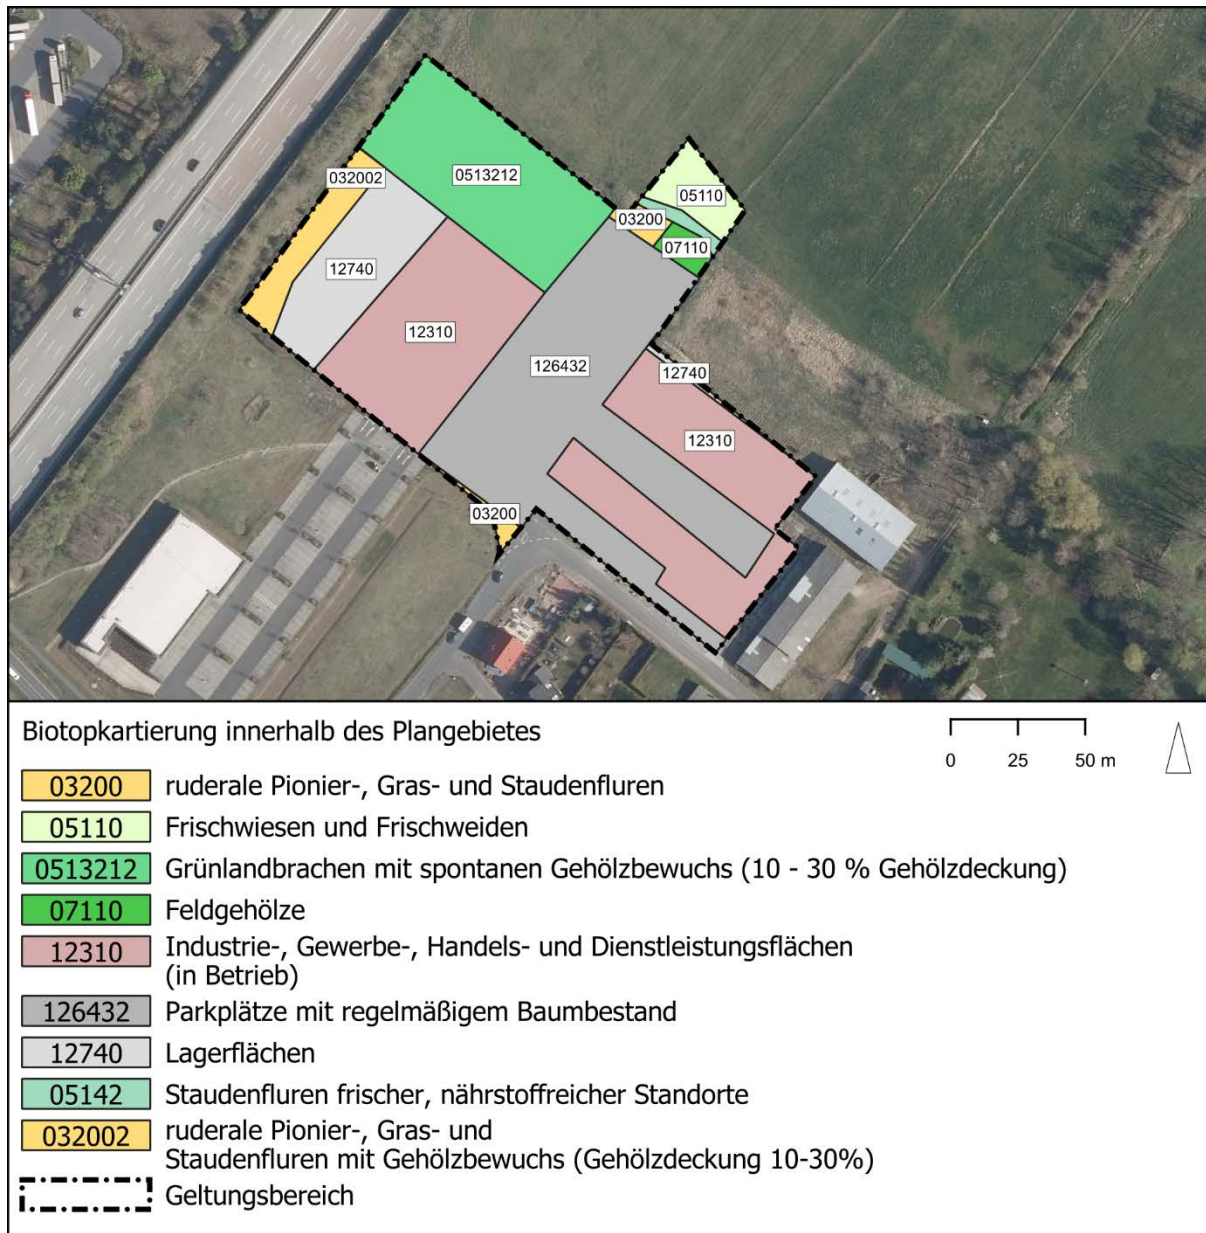 0513212
05110
032002
03200
07110
12740
12310
126432
12740
12310
03200
Biotopkartierung innerhalb des Plangebietes
0 25 50 m
03200 ruderale Pionier-, Gras- und Staudenfluren
05110 Frischwiesen und Frischweiden
0513212 Grünlandbrachen mit spontanen Gehölzbewuchs (10 - 30 % Gehölzdeckung)
07110 Feldgehölze
12310 Industrie-, Gewerbe-, Handels- und Dienstleistungsflächen
(in Betrieb)
126432 Parkplätze mit regelmäßigem Baumbestand
12740 Lagerflächen
05142 Staudenfluren frischer, nährstoffreicher Standorte
032002 ruderale Pionier-, Gras- und
Staudenfluren mit Gehölzbewuchs (Gehölzdeckung 10-30%)
Geltungsbereich